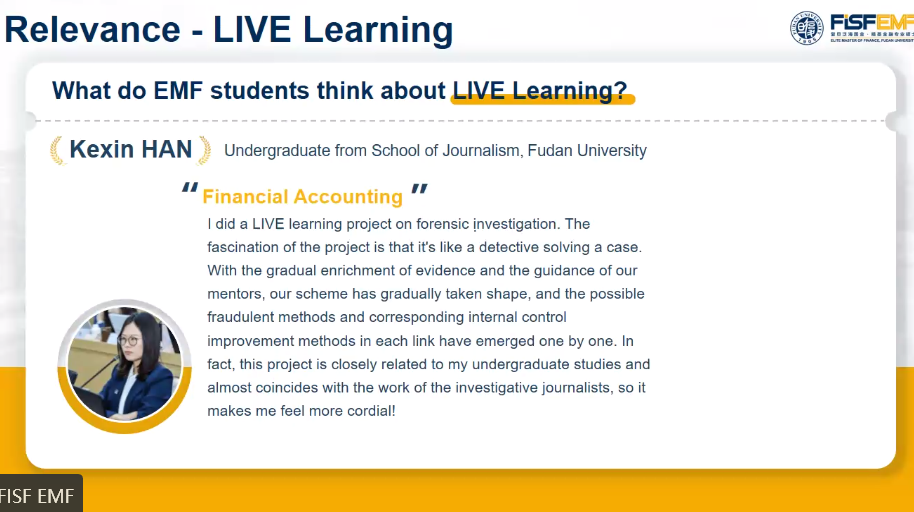 Relevance - LIVE Learning
FISFEMF
ELITE MASTER OF FINANCE, FUDAN UNIVERSITY
What do EMF students think about LIVE Learning?
Kexin HAN
Undergraduate from School of Journalism, Fudan University
“ Financial Accounting ”
I did a LIVE learning project on forensic investigation. The
fascination of the project is that it's like a detective solving a case.
With the gradual enrichment of evidence and the guidance of our
mentors, our scheme has gradually taken shape, and the possible
fraudulent methods and corresponding internal control
improvement methods in each link have emerged one by one. In
fact, this project is closely related to my undergraduate studies and
almost coincides with the work of the investigative journalists, so it
makes me feel more cordial!
FISF EMF